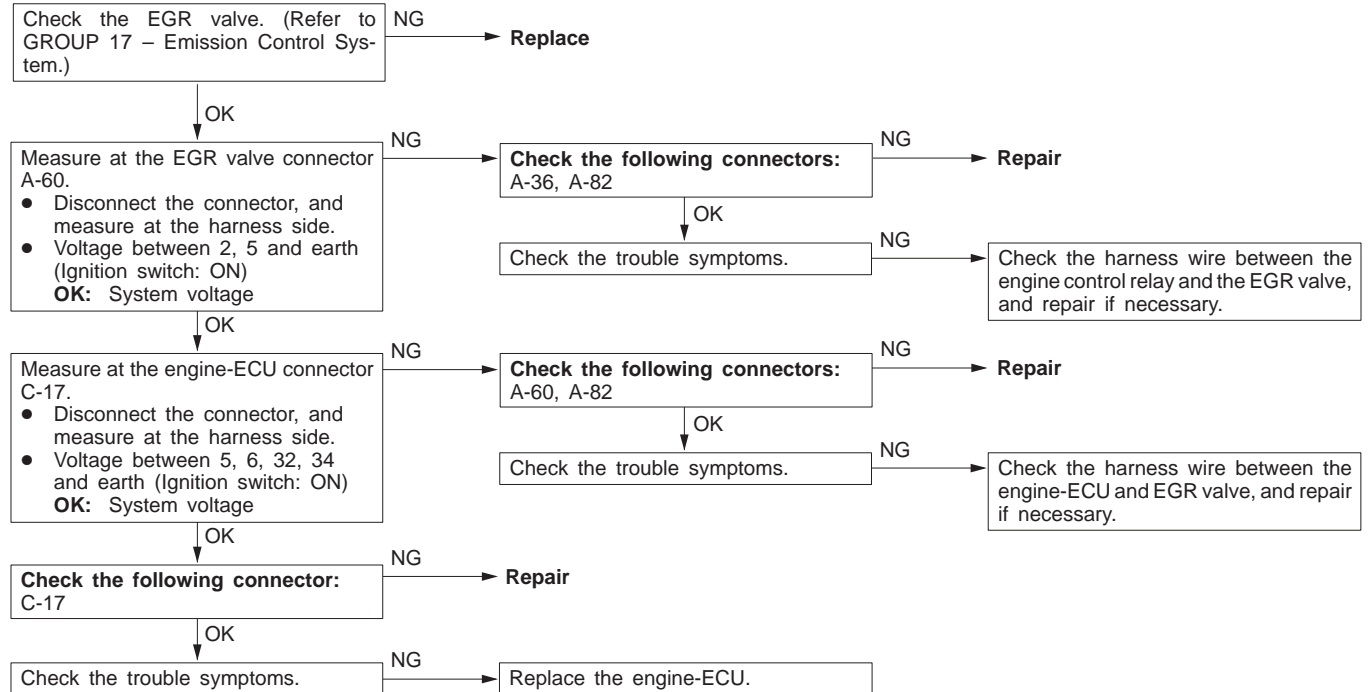 Check the EGR valve. (Refer to
GROUP 17 – Emission Control Sys-
tem.)
NG
Replace
OK
Measure at the EGR valve connector
A-60.
● Disconnect the connector, and
measure at the harness side.
● Voltage between 2, 5 and earth
(Ignition switch: ON)
OK: System voltage
NG
Check the following connectors:
A-36, A-82
NG
Repair
OK
Check the trouble symptoms.
NG
Check the harness wire between the
engine control relay and the EGR valve,
and repair if necessary.
OK
Measure at the engine-ECU connector
C-17.
● Disconnect the connector, and
measure at the harness side.
● Voltage between 5, 6, 32, 34
and earth (Ignition switch: ON)
OK: System voltage
NG
Check the following connectors:
A-60, A-82
NG
Repair
OK
Check the trouble symptoms.
NG
Check the harness wire between the
engine-ECU and EGR valve, and repair
if necessary.
OK
Check the following connector:
C-17
NG
Repair
OK
Check the trouble symptoms.
NG
Replace the engine-ECU.